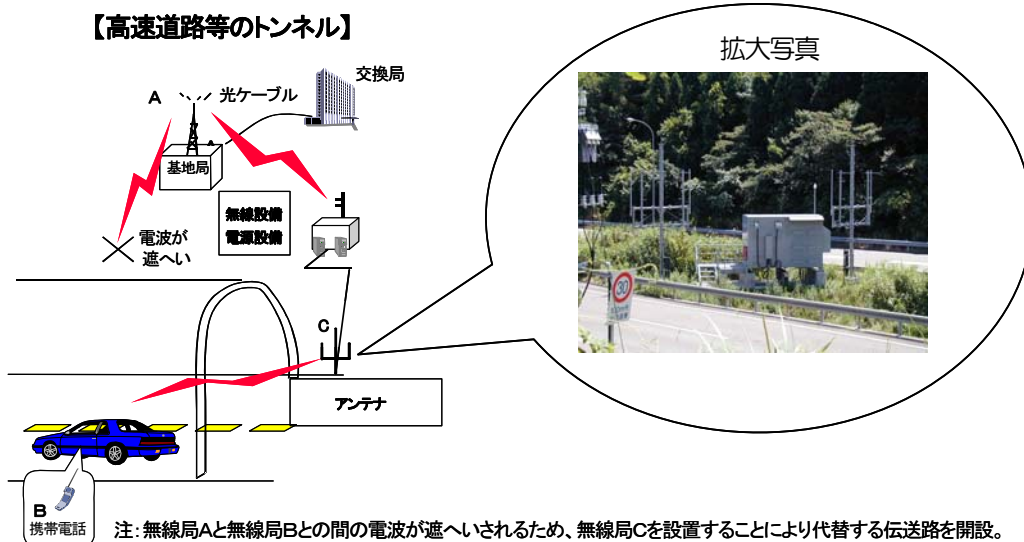 【高速道路等のトンネル】
拡大写真
交換局
A
光ケーブル
基地局
無線設備
電源設備
電波が
遮へい
C
アンテナ
30
B
携帯電話
注：無線局Aと無線局Bとの間の電波が遮へいされるため、無線局Cを設置することにより代替する伝送路を開設。